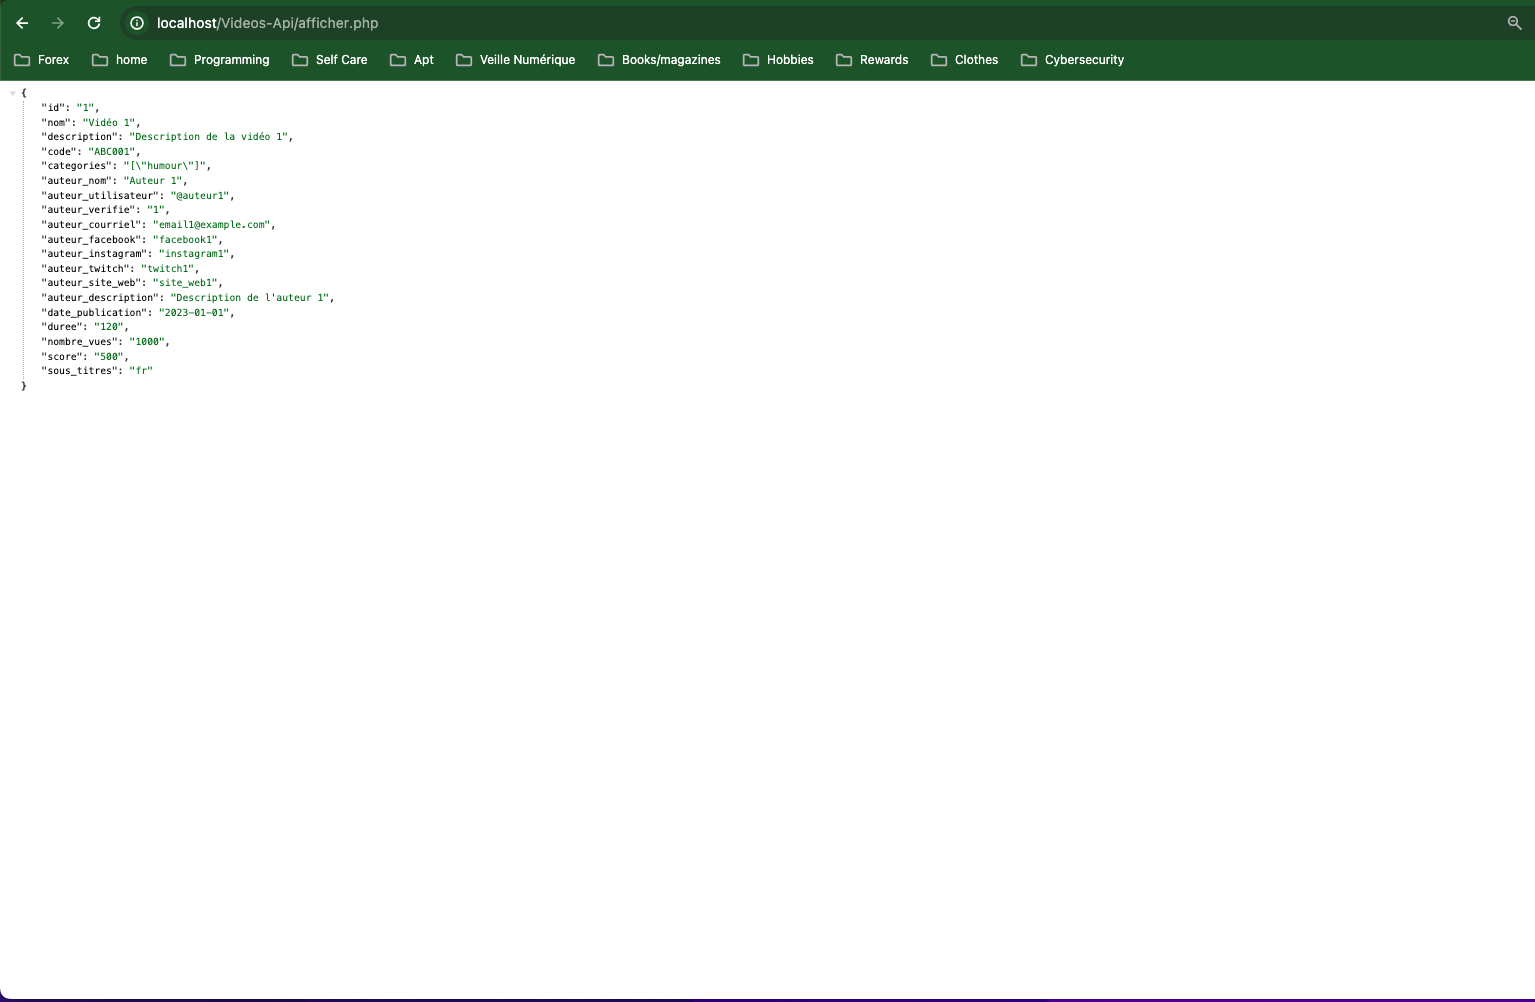 localhost/Videos-Api/afficher.php
Forex home Programming Self Care Apt Veille Numérique Books/magazines Hobbies Rewards Clothes Cybersecurity
{
"id": "1",
"nom": "Vidéo 1",
"description": "Description de la vidéo 1",
"code": "ABC001",
"categories": "[\"humour\"]",
"auteur_nom": "Auteur 1",
"auteur_utilisateur": "@auteur1",
"auteur_verifie": "1",
"auteur_courriel": "email1@example.com",
"auteur_facebook": "facebook1",
"auteur_instagram": "instagram1",
"auteur_twitch": "twitch1",
"auteur_site_web": "site_web1",
"auteur_description": "Description de l'auteur 1",
"date_publication": "2023-01-01",
"duree": "120",
"nombre_vues": "1000",
"score": "500",
"sous_titres": "fr"
}